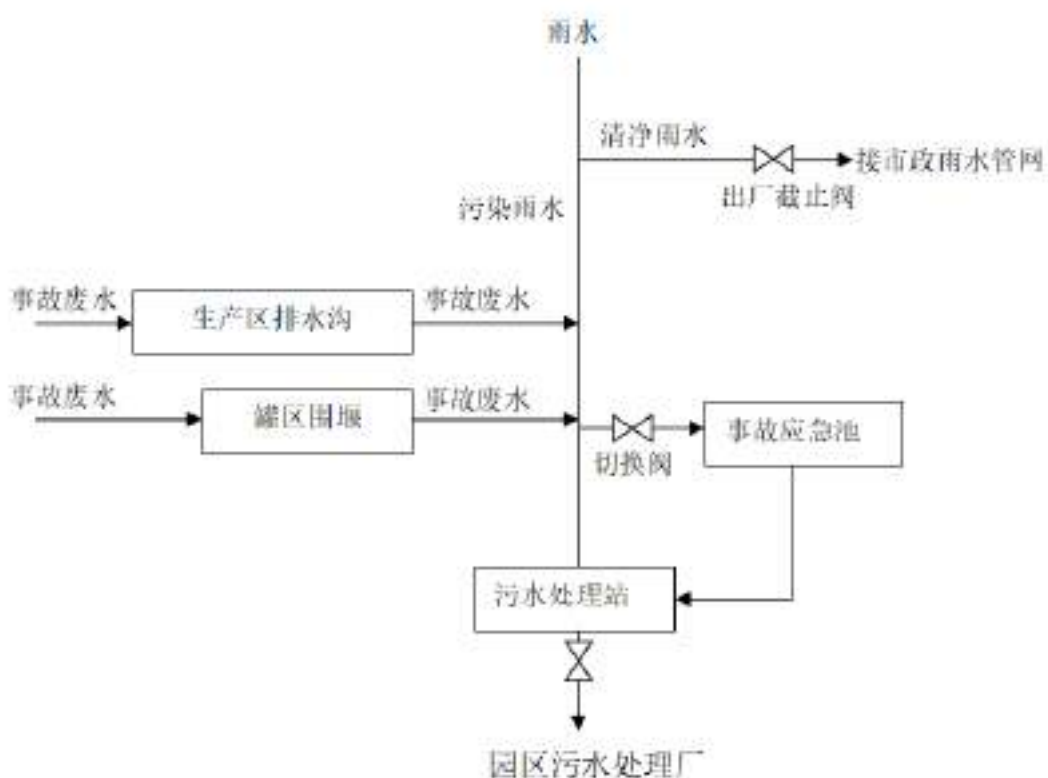 雨水
清净雨水
接市政雨水管网
出厂截止阀
污染雨水
事故废水
生产区排水沟
事故废水
事故废水
罐区围堰
事故废水
切换阀
事故应急池
污水处理站
园区污水处理厂